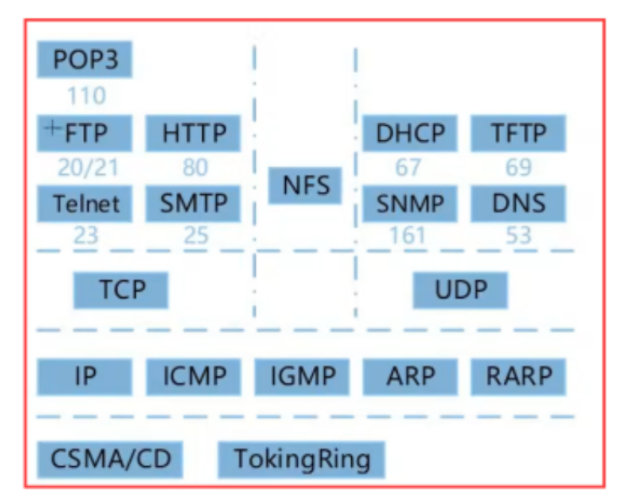 POP3
110
FTP HTTP DHCP TFTP
20/21 80 67 69
NFS
Telnet SMTP SNMP DNS
23 25 161 53
TCP UDP
IP ICMP IGMP ARP RARP
CSMA/CD TokingRing